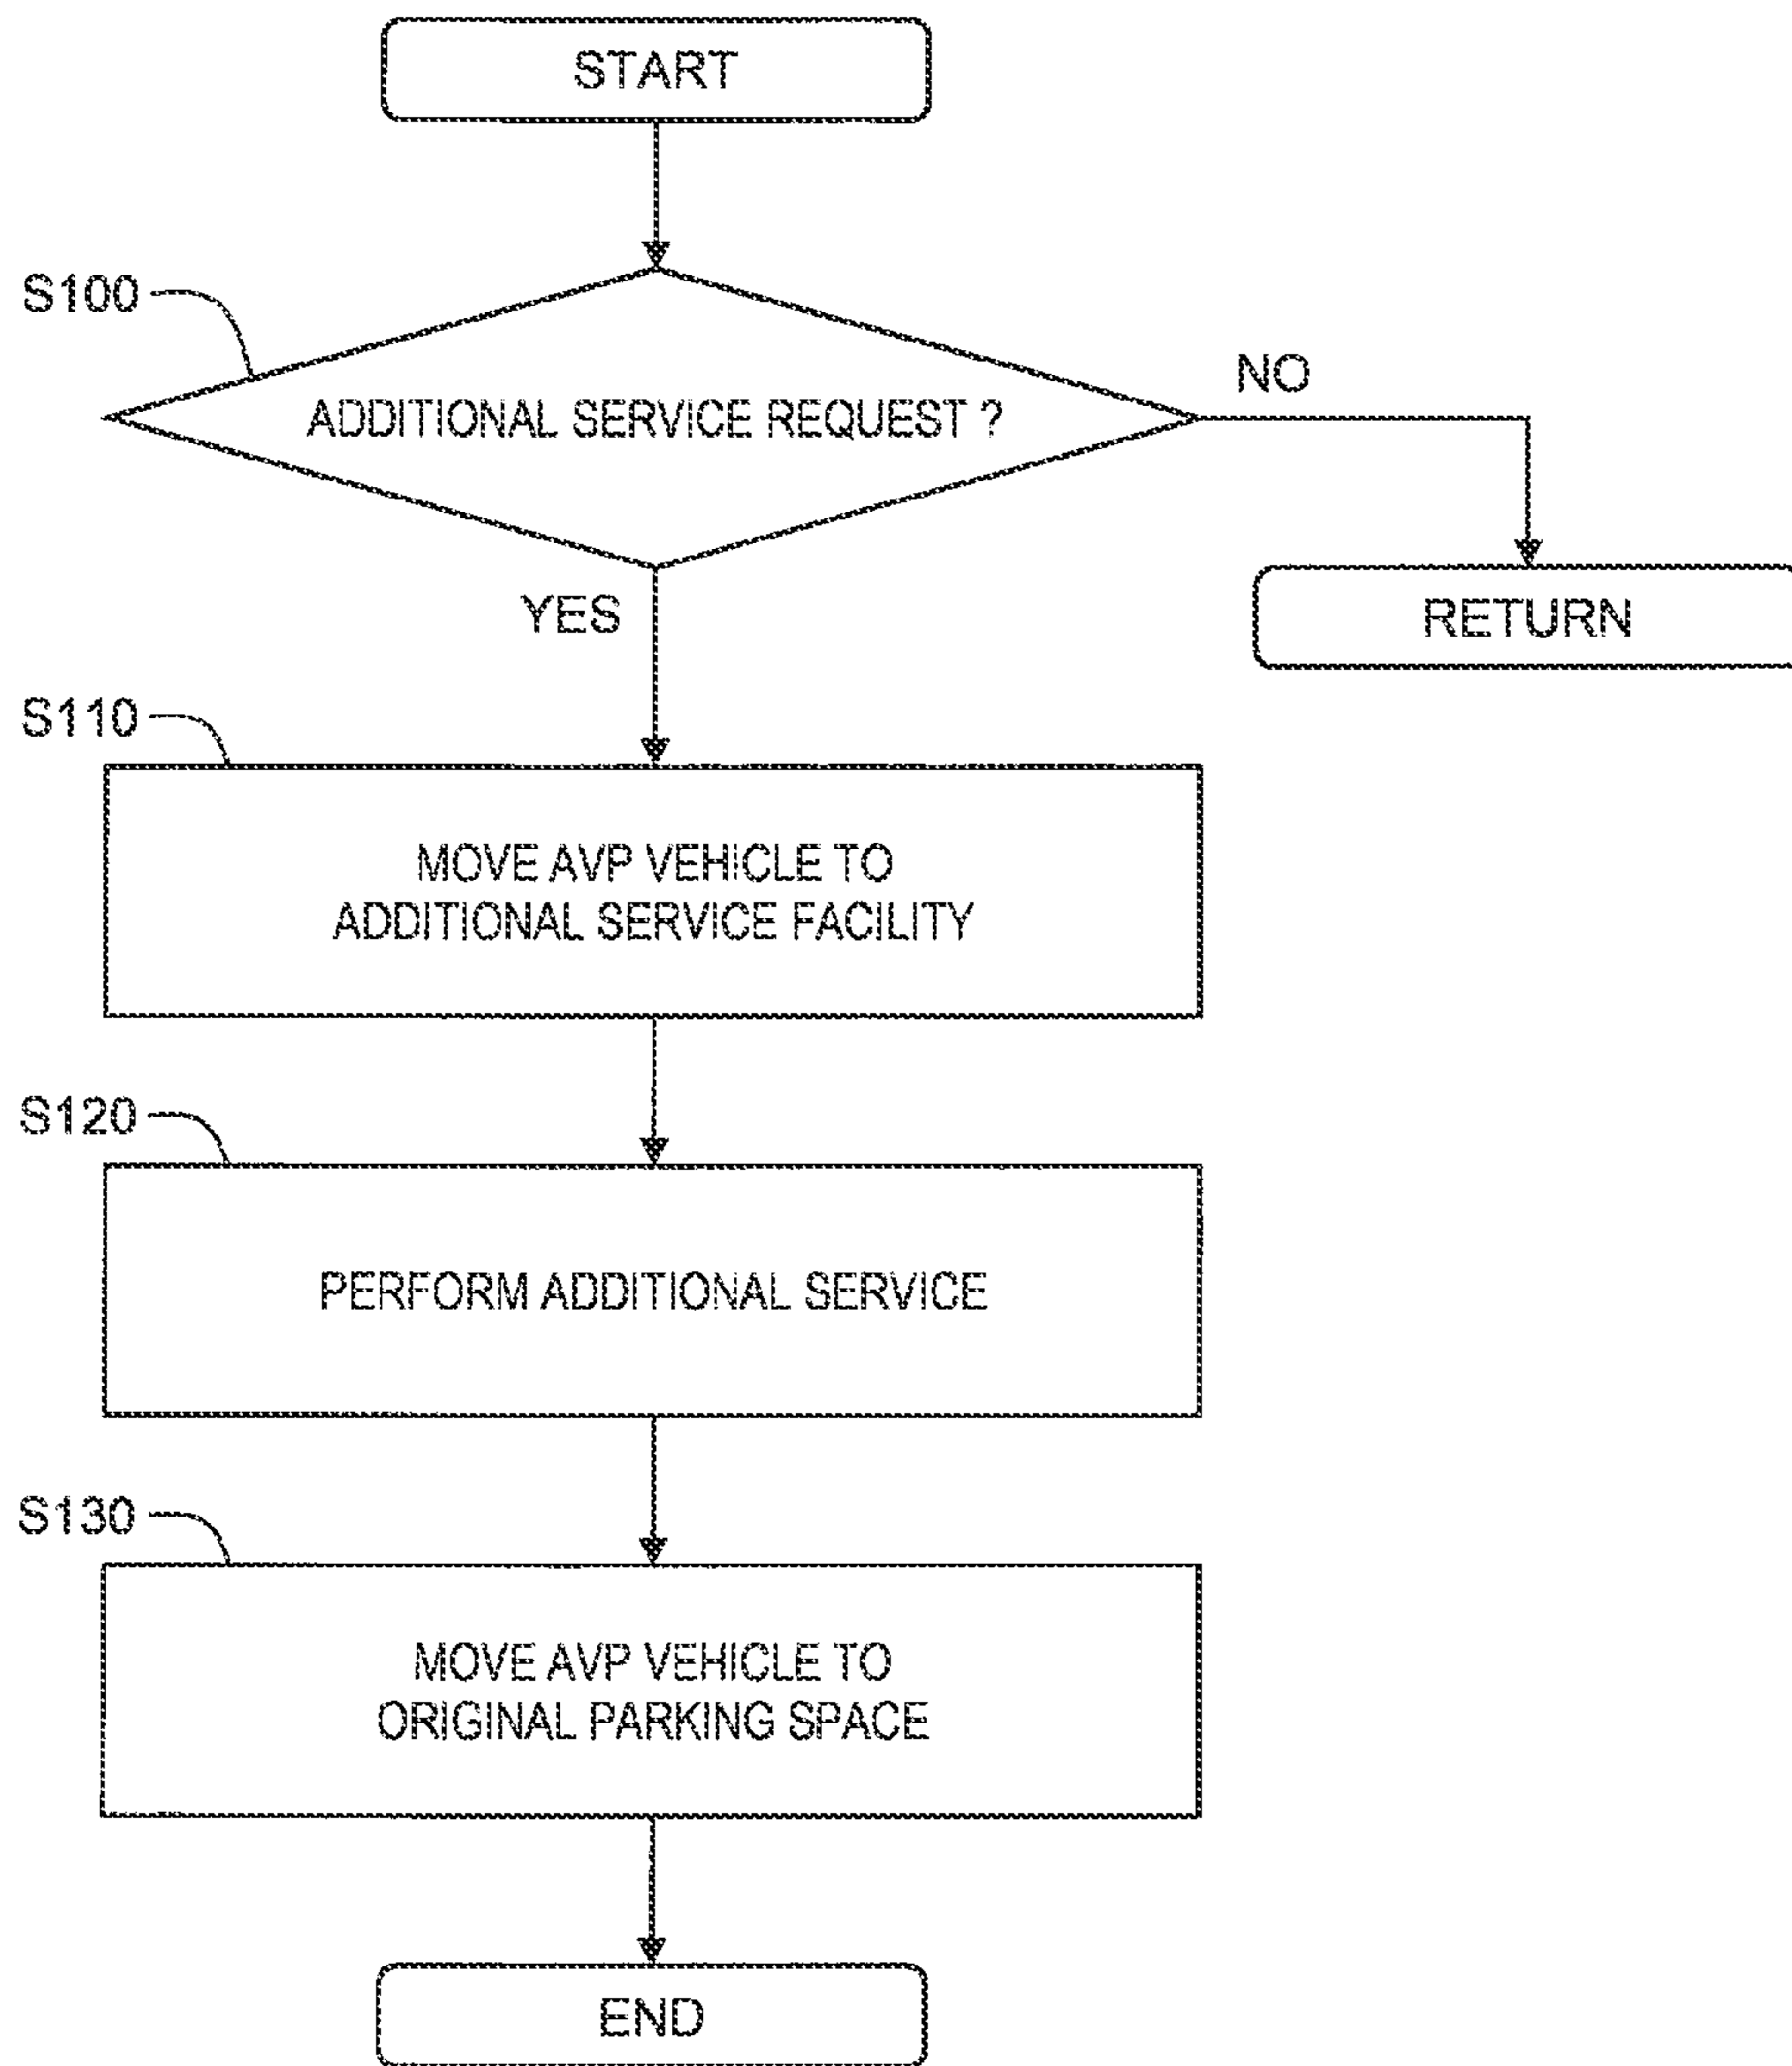 START
S100
ADDITIONAL SERVICE REQUEST ?
NO
RETURN
YES
S110
MOVE AVP VEHICLE TO
ADDITIONAL SERVICE FACILITY
S120
PERFORM ADDITIONAL SERVICE
S130
MOVE AVP VEHICLE TO
ORIGINAL PARKING SPACE
END